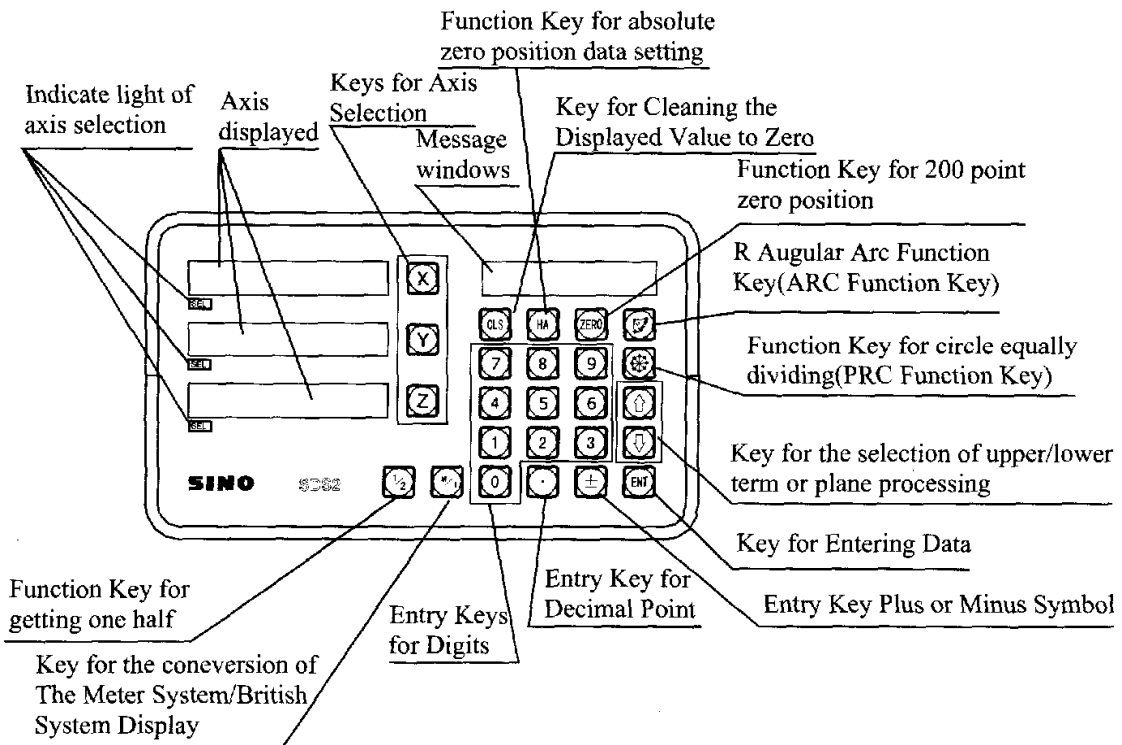 Function Key for absolute
zero position data setting
Indicate light of
axis selection
Axis
displayed
Keys for Axis
Selection
Message
windows
Key for Cleaning the
Displayed Value to Zero
Function Key for 200 point
zero position
R Augular Arc Function
Key(ARC Function Key)
Function Key for circle equally
dividing(PRC Function Key)
Key for the selection of upper/lower
term or plane processing
Key for Entering Data
Entry Key Plus or Minus Symbol
Entry Key for
Decimal Point
Entry Keys
for Digits
Function Key for
getting one half
Key for the coneversion of
The Meter System/British
System Display
X
SEL
Y
SEL
Z
SEL
CLS HA ZERO
7 8 9
4 5 6
1 2 3
SINO SDS2 1/2 M/I 0 . ± ENT